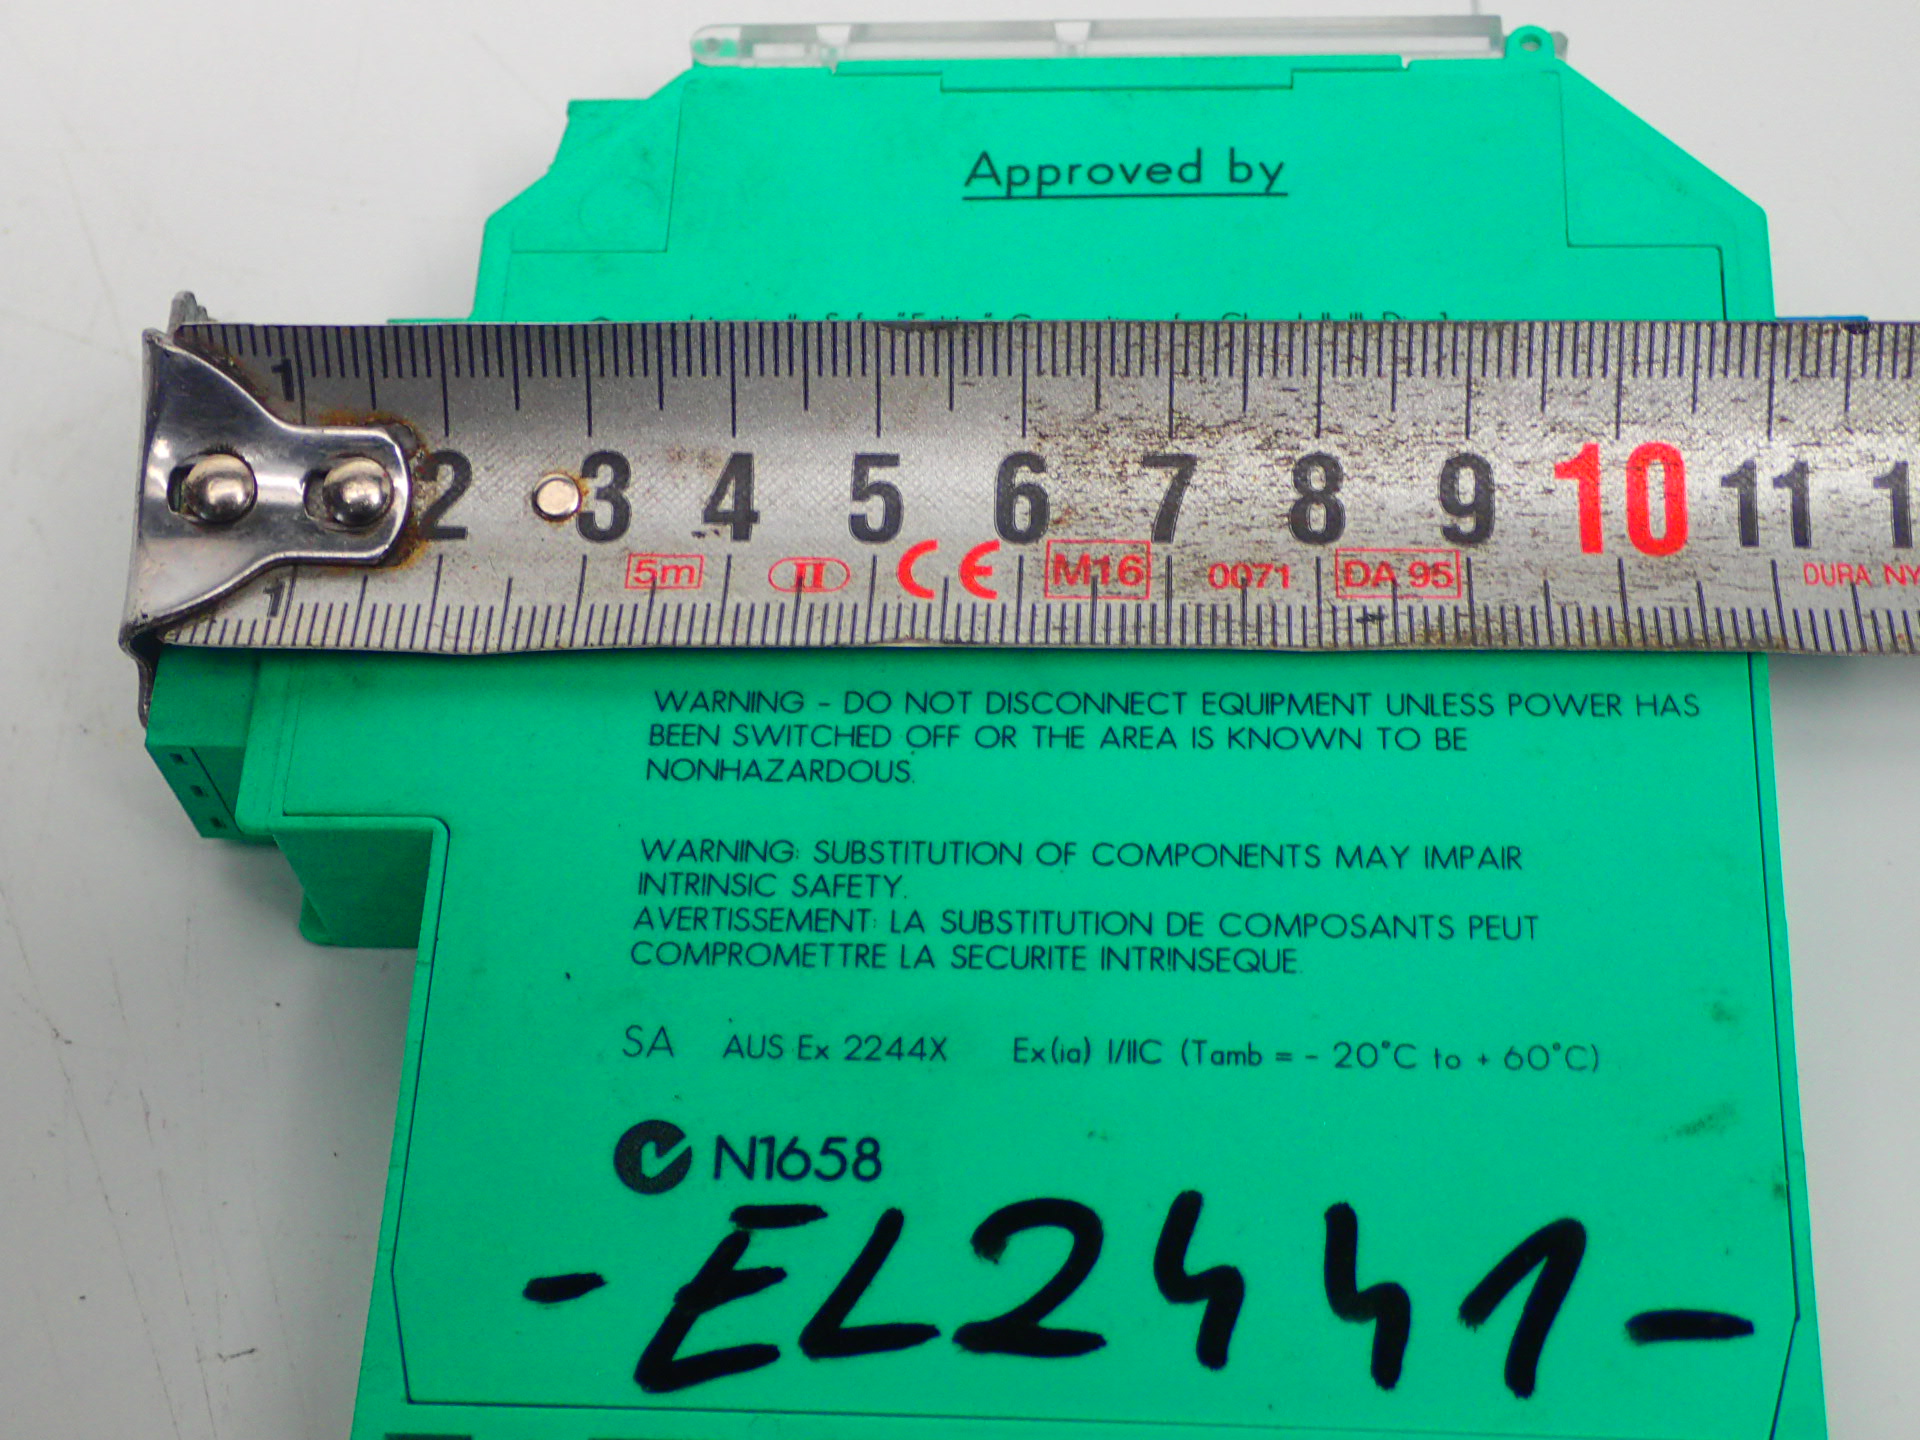 Approved by
1
2 3 4 5 6 7 8 9 10 11
5m II CE M16 0071 DA 95 DURA
1
WARNING - DO NOT DISCONNECT EQUIPMENT UNLESS POWER HAS
BEEN SWITCHED OFF OR THE AREA IS KNOWN TO BE
NONHAZARDOUS.
WARNING: SUBSTITUTION OF COMPONENTS MAY IMPAIR
INTRINSIC SAFETY.
AVERTISSEMENT: LA SUBSTITUTION DE COMPOSANTS PEUT
COMPROMETTRE LA SECURITE INTRINSEQUE.
SA AUS Ex 2244X Ex(ia) I/IIC (Tamb = - 20°C to + 60°C)
N1658
-EL2441-